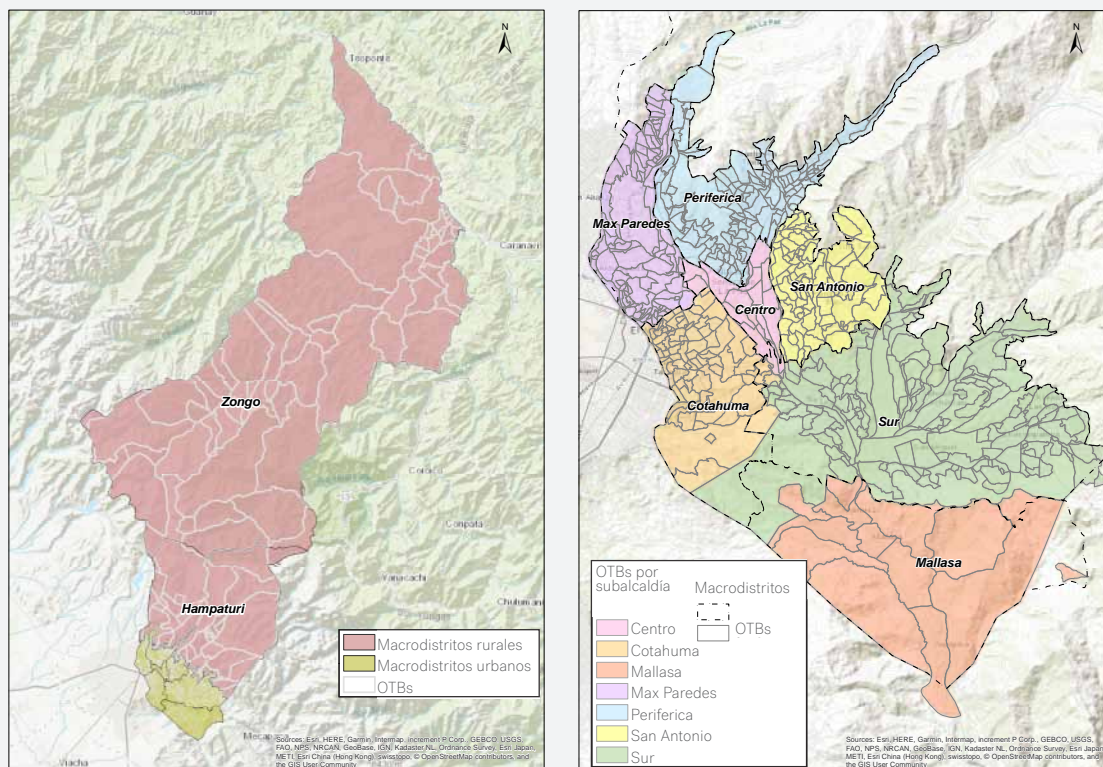 N
Guanay
Teoponte
Caranavi
Zongo
Coroico
Coripata
Yanacachi
Hampaturi
Chulumani
Macrodistritos rurales
Macrodistritos urbanos
OTBs
Mecapaca
Viacha
Sources: Esri, HERE, Garmin, Intermap, increment P Corp., GEBCO, USGS,
FAO, NPS, NRCAN, GeoBase, IGN, Kadaster NL, Ordnance Survey, Esri Japan,
METI, Esri China (Hong Kong), swisstopo, © OpenStreetMap contributors, and
the GIS User Community
N
Periferica
Max Paredes
San Antonio
Centro
Cotahuma
Sur
Mallasa
OTBs por
subalcaldía
Centro
Cotahuma
Mallasa
Max Paredes
Periferica
San Antonio
Sur
Macrodistritos
OTBs
Sources: Esri, HERE, Garmin, Intermap, increment P Corp., GEBCO, USGS,
FAO, NPS, NRCAN, GeoBase, IGN, Kadaster NL, Ordnance Survey, Esri Japan,
METI, Esri China (Hong Kong), swisstopo, © OpenStreetMap contributors, and
the GIS User Community